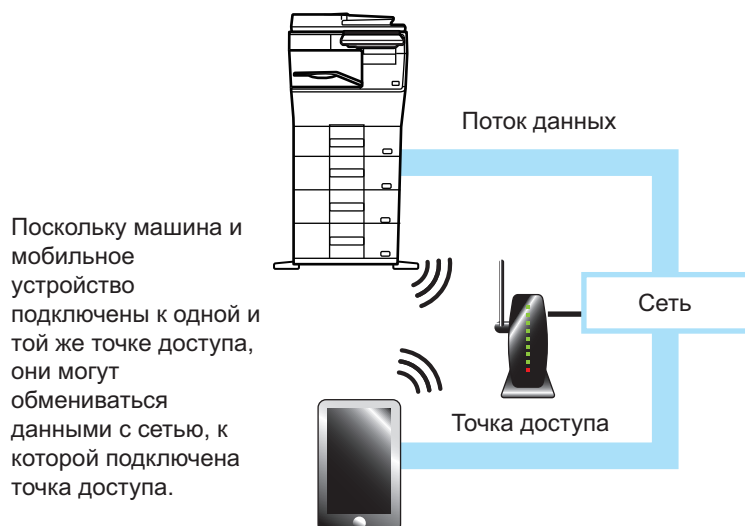 Поток данных
Поскольку машина и
мобильное
устройство
подключены к одной и
той же точке доступа,
они могут
обмениваться
данными с сетью, к
которой подключена
точка доступа.
Сеть
Точка доступа